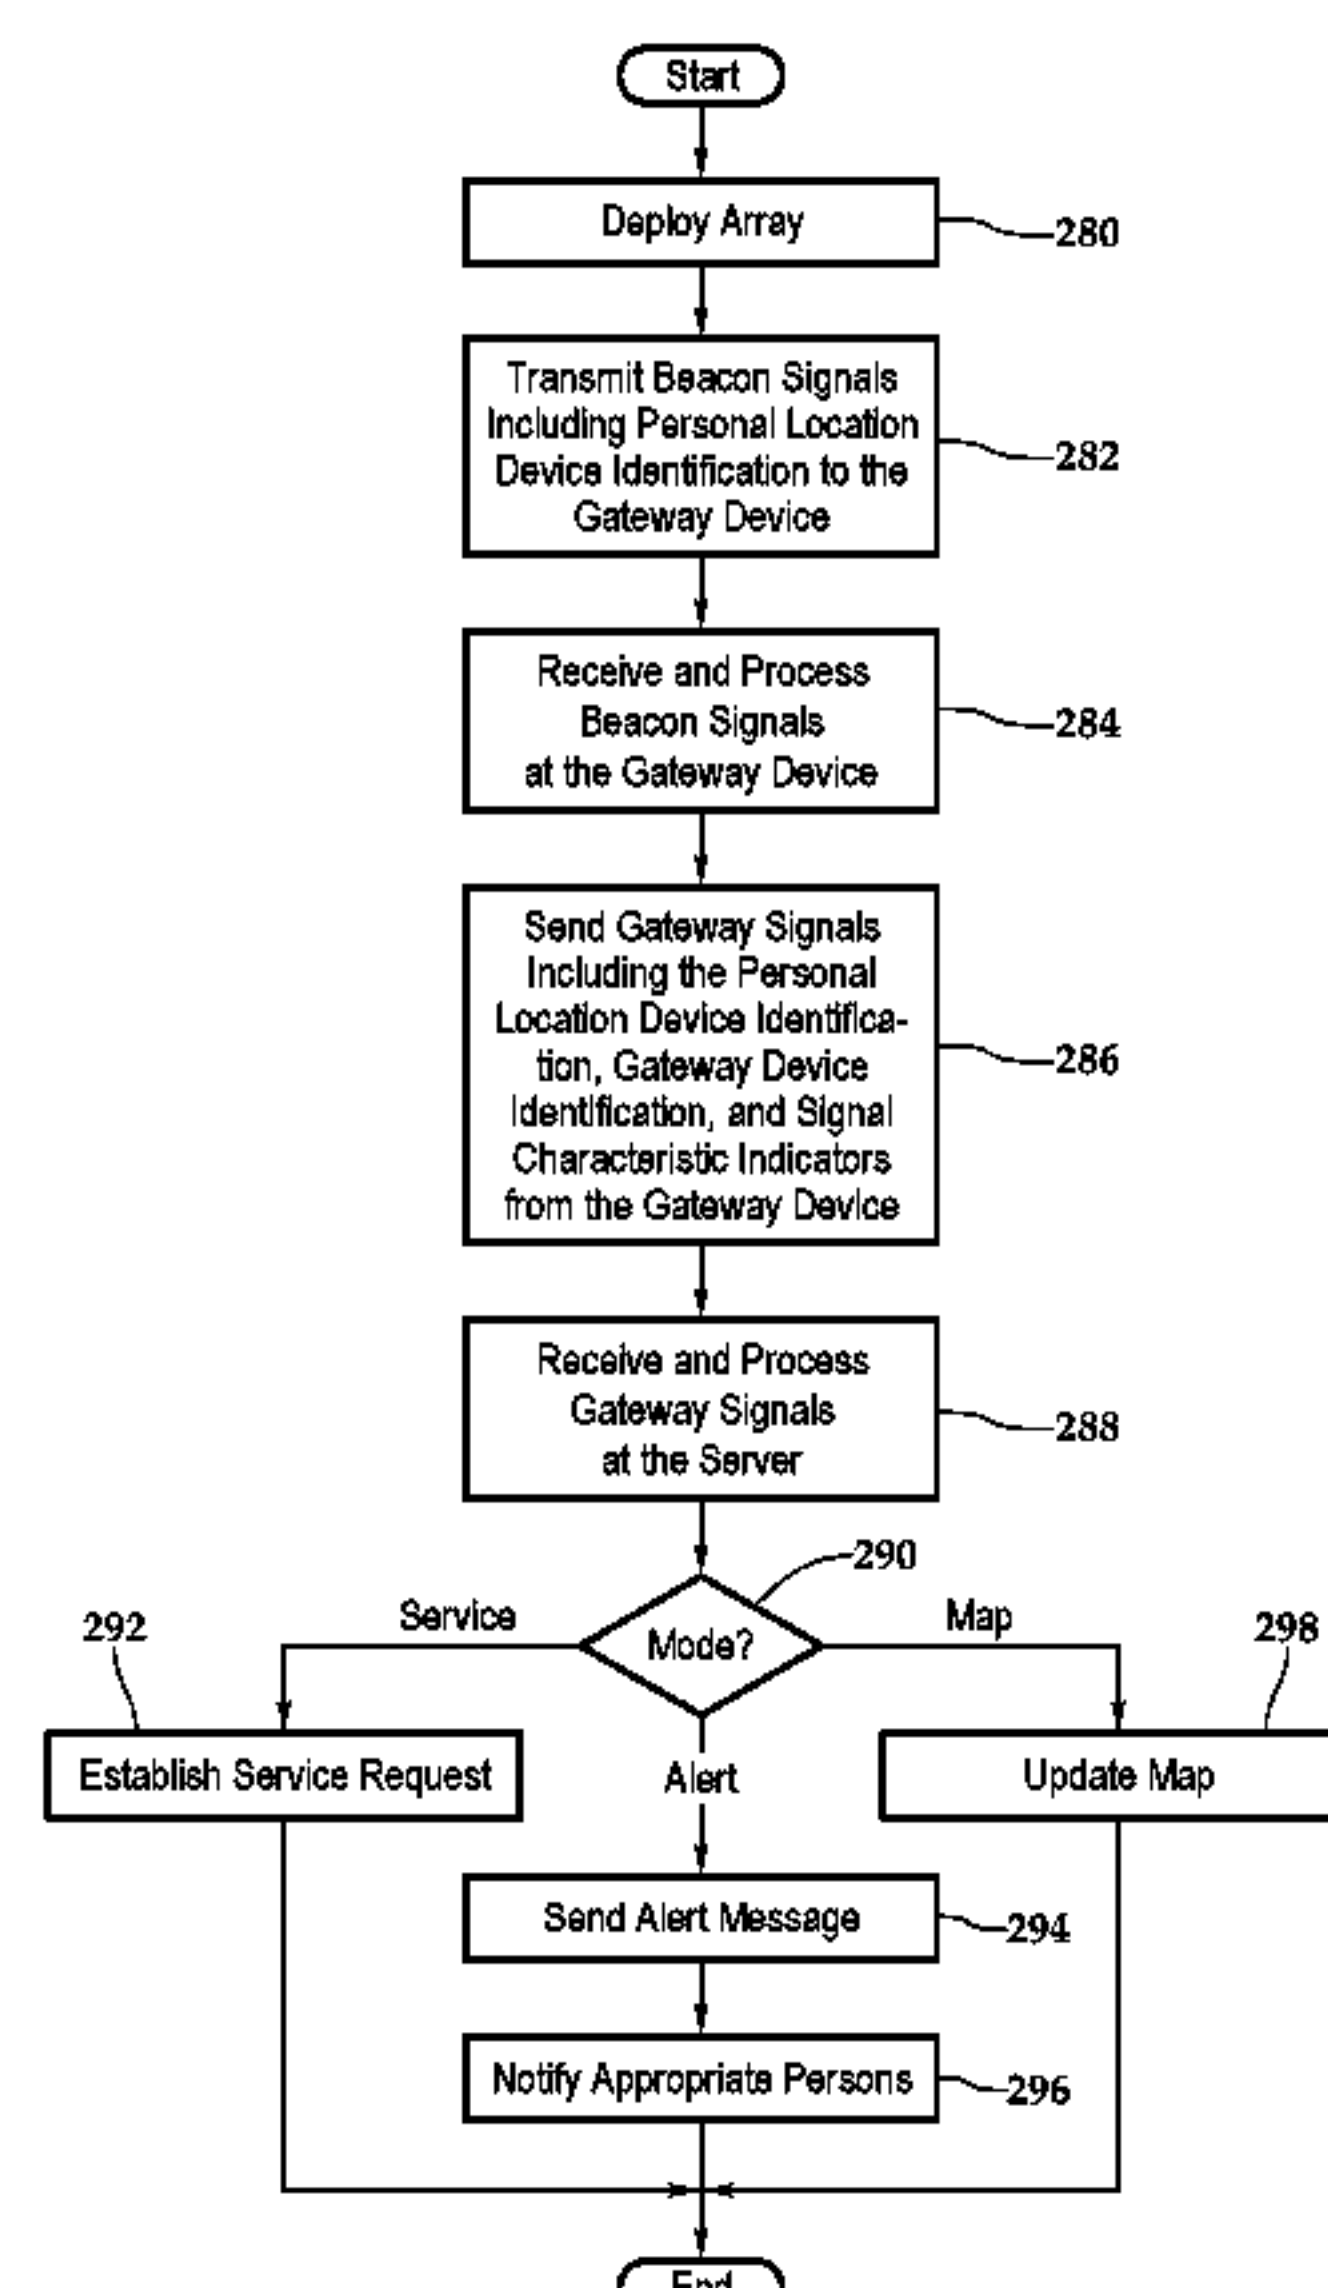 Start
Deploy Array
280
Transmit Beacon Signals
Including Personal Location
Device Identification to the
Gateway Device
282
Receive and Process
Beacon Signals
at the Gateway Device
284
Send Gateway Signals
Including the Personal
Location Device Identifica-
tion, Gateway Device
Identification, and Signal
Characteristic Indicators
from the Gateway Device
286
Receive and Process
Gateway Signals
at the Server
288
290
Mode?
Service
Map
292
298
Establish Service Request
Alert
Update Map
Send Alert Message
294
Notify Appropriate Persons
296
End